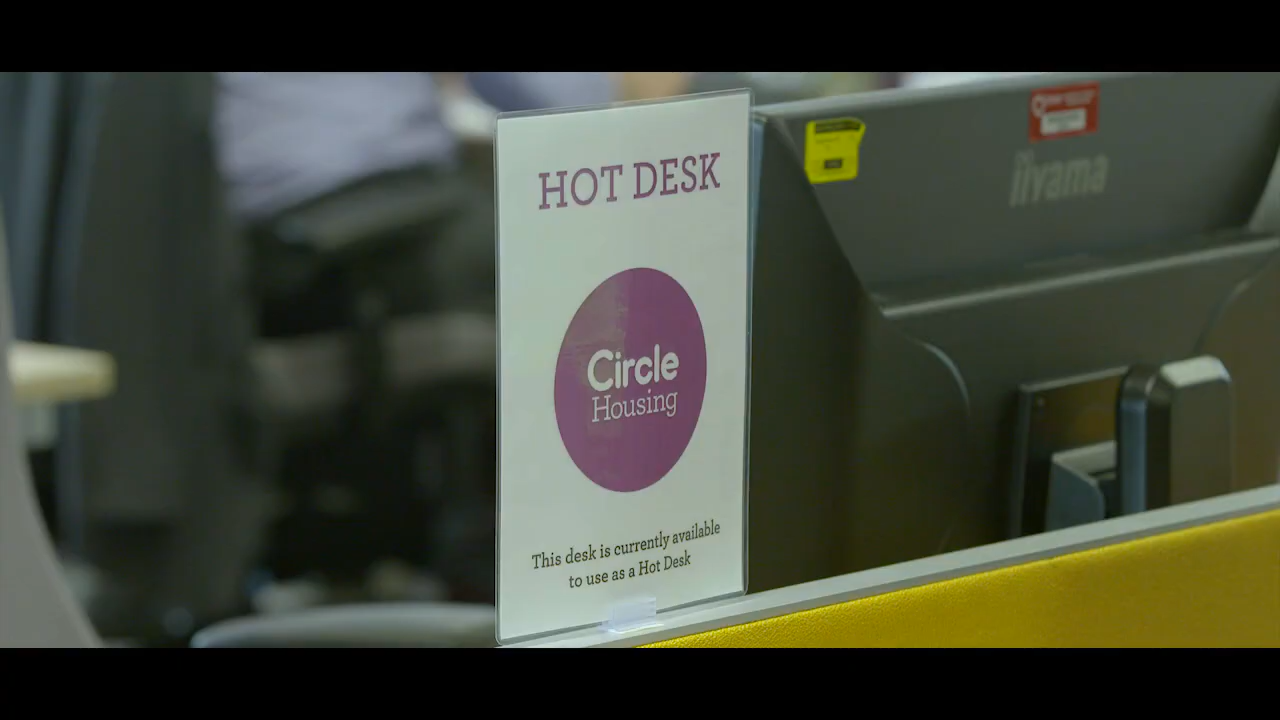 HOT DESK
Circle
Housing
This desk is currently available
to use as a Hot Desk
iiyama